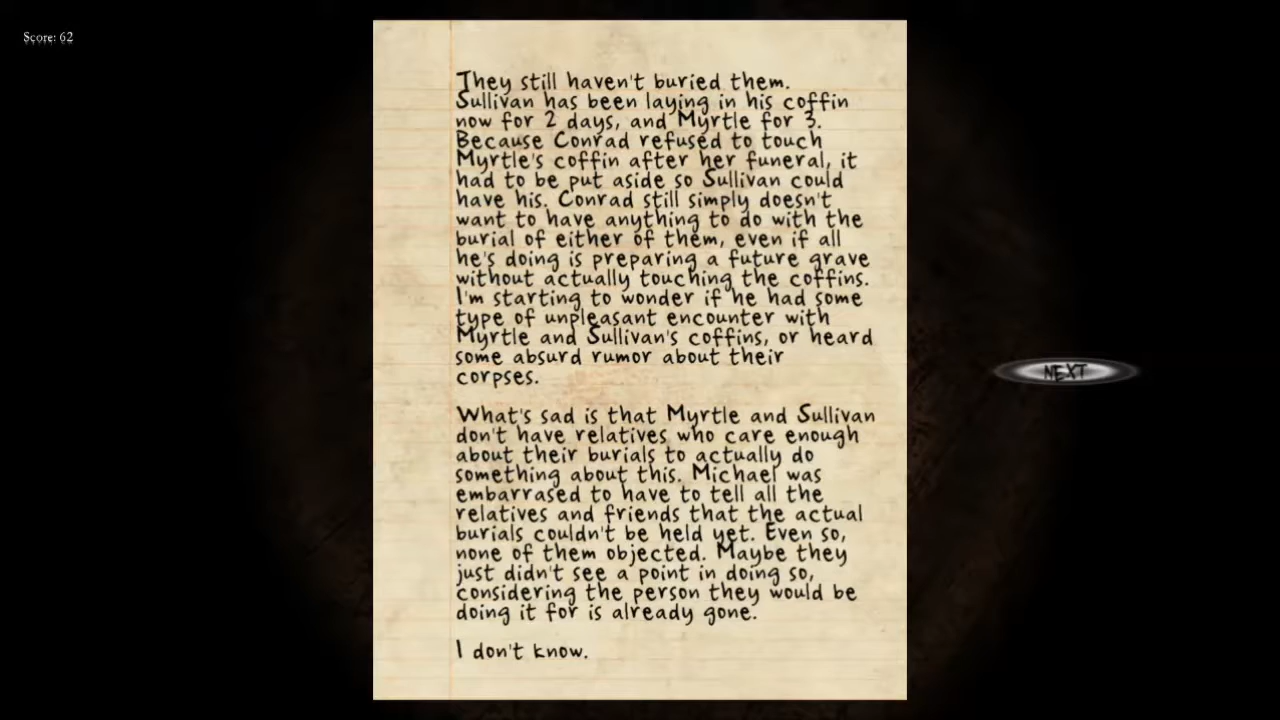 Score: 62
They still haven't buried them.
Sullivan has been laying in his coffin
now for 2 days, and Myrtle for 3.
Because Conrad refused to touch
Myrtle's coffin after her funeral, it
had to be put aside so Sullivan could
have his. Conrad still simply doesn't
want to have anything to do with the
burial of either of them, even if all
he's doing is preparing a future grave
without actually touching the coffins.
I'm starting to wonder if he had some
type of unpleasant encounter with
Myrtle and Sullivan's coffins, or heard
some absurd rumor about their
corpses.
What's sad is that Myrtle and Sullivan
don't have relatives who care enough
about their burials to actually do
something about this. Michael was
embarrased to have to tell all the
relatives and friends that the actual
burials couldn't be held yet. Even so,
none of them objected. Maybe they
just didn't see a point in doing so,
considering the person they would be
doing it for is already gone.
I don't know.
NEXT